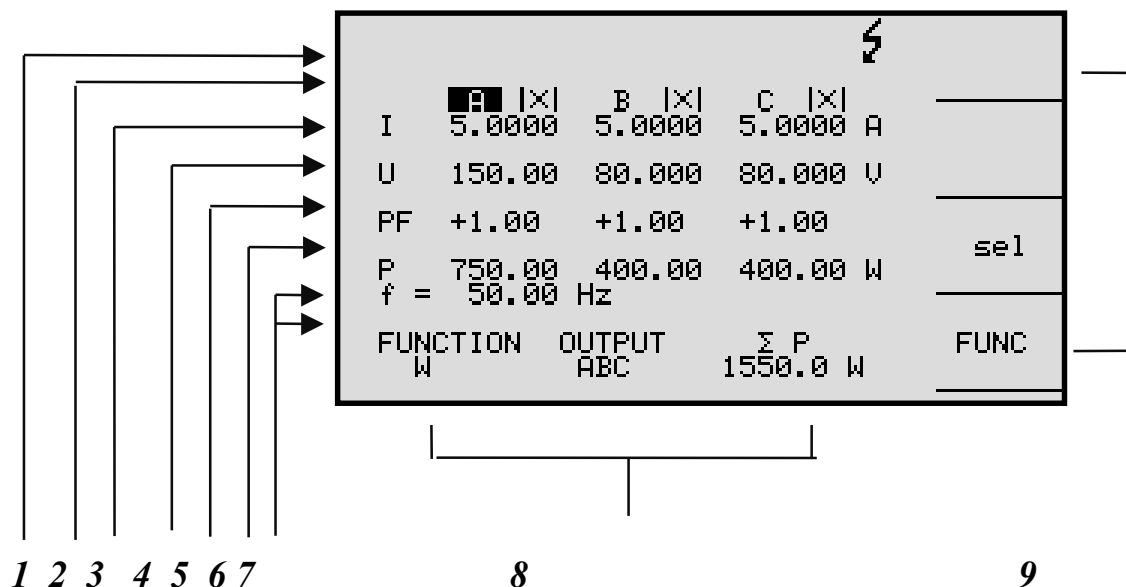 A |X| B |X| C |X|
I 5.0000 5.0000 5.0000 A
U 150.00 80.000 80.000 V
PF +1.00 +1.00 +1.00
sel
P 750.00 400.00 400.00 W
f = 50.00 Hz
FUNCTION OUTPUT Σ P FUNC
W ABC 1550.0 W
1 2 3 4 5 6 7 8 9